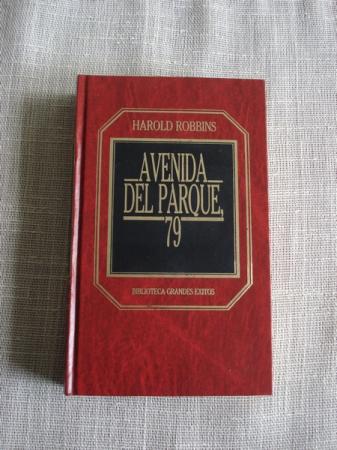 HAROLD ROBBINS
AVENIDA
DEL PARQUE,
79
BIBLIOTECA GRANDES EXITOS